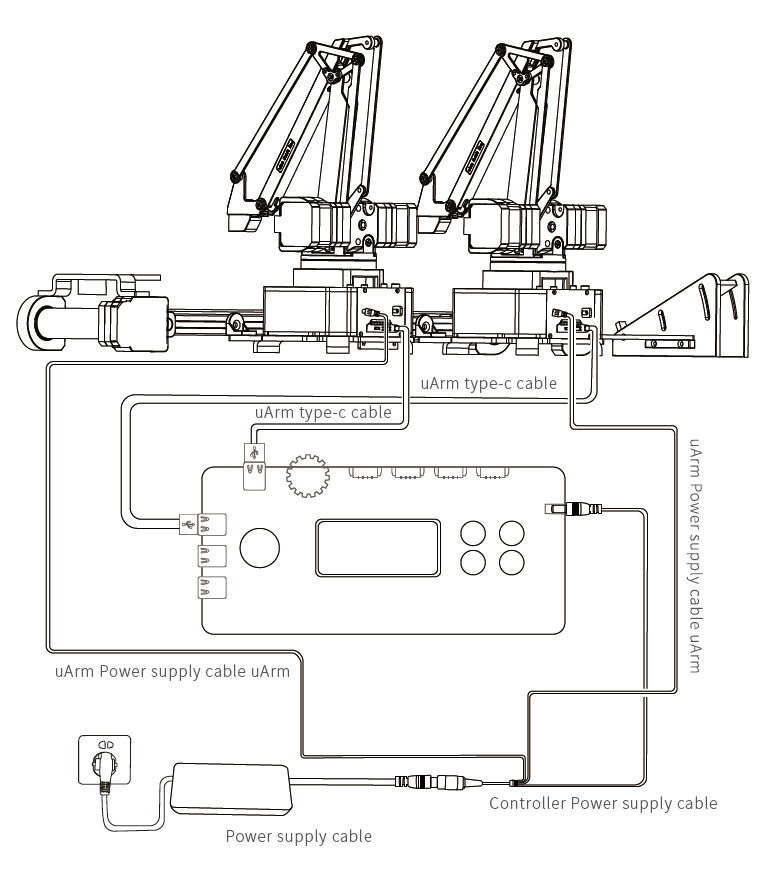 uArm type-c cable
uArm type-c cable
uArm Power supply cable uArm
uArm Power supply cable uArm
Controller Power supply cable
Power supply cable